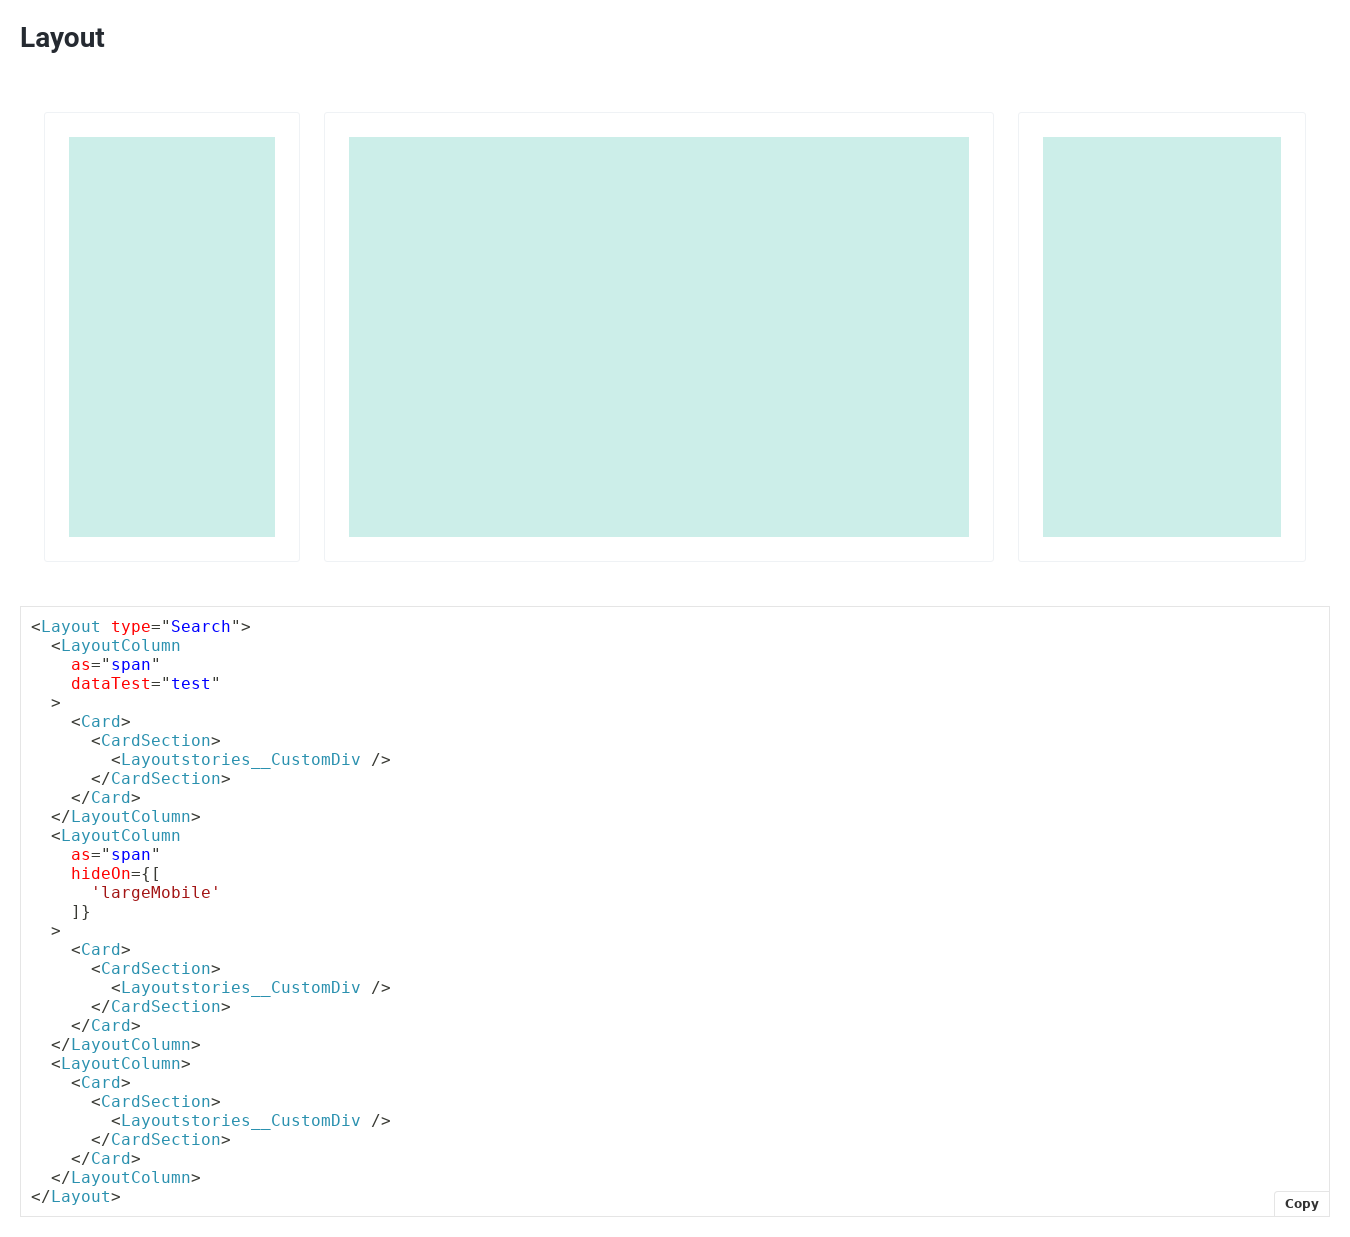 Layout
<Layout type="Search">
  <LayoutColumn
    as="span"
    dataTest="test"
  >
    <Card>
      <CardSection>
        <Layoutstories__CustomDiv />
      </CardSection>
    </Card>
  </LayoutColumn>
  <LayoutColumn
    as="span"
    hideOn={[
      'largeMobile'
    ]}
  >
    <Card>
      <CardSection>
        <Layoutstories__CustomDiv />
      </CardSection>
    </Card>
  </LayoutColumn>
  <LayoutColumn>
    <Card>
      <CardSection>
        <Layoutstories__CustomDiv />
      </CardSection>
    </Card>
  </LayoutColumn>
</Layout>
Copy